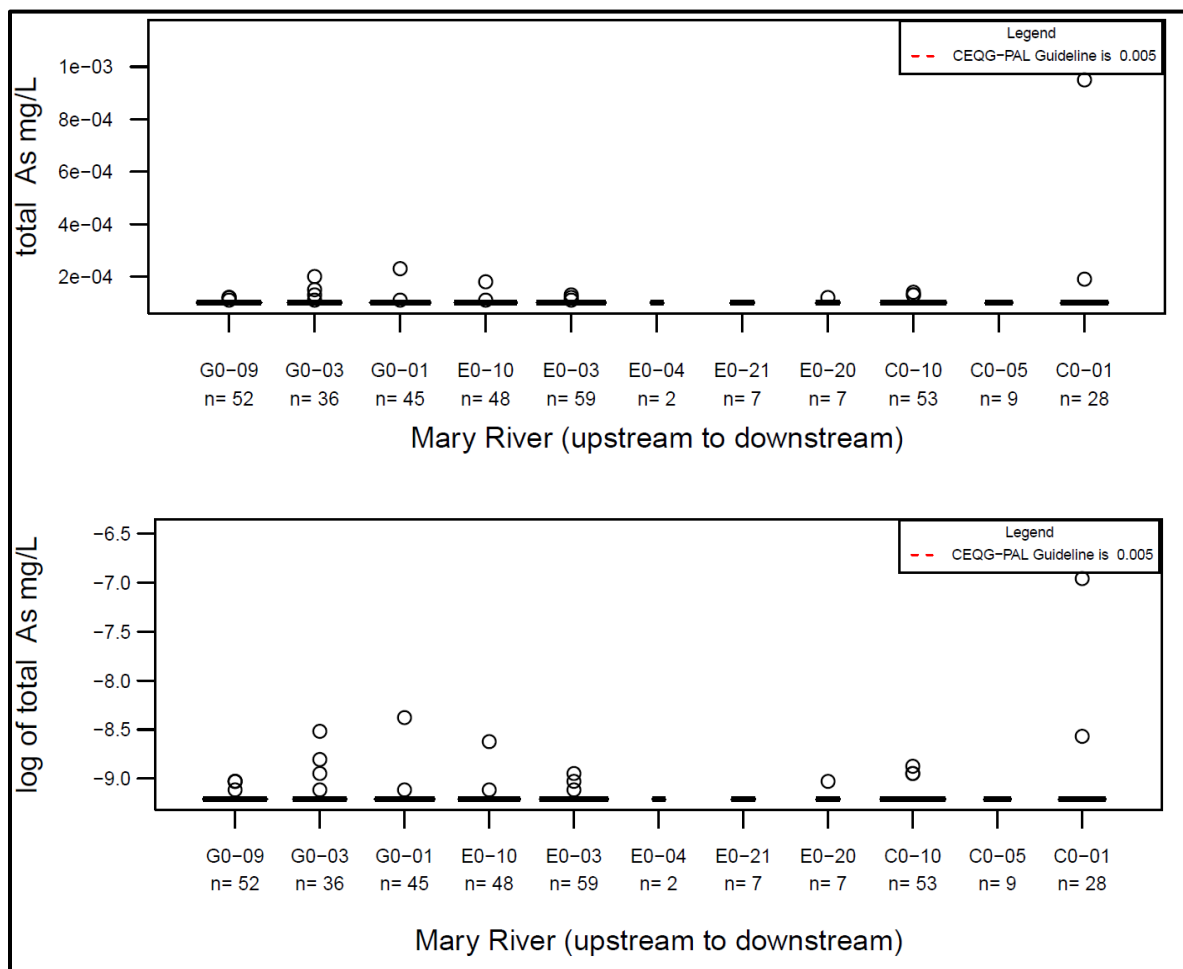 Legend
CEQG−PAL Guideline is 0.005
total As mg/L
1e−03
8e−04
6e−04
4e−04
2e−04
G0−09 G0−03 G0−01 E0−10 E0−03 E0−04 E0−21 E0−20 C0−10 C0−05 C0−01
n= 52 n= 36 n= 45 n= 48 n= 59 n= 2 n= 7 n= 7 n= 53 n= 9 n= 28
Mary River (upstream to downstream)
Legend
CEQG−PAL Guideline is 0.005
log of total As mg/L
−6.5
−7.0
−7.5
−8.0
−8.5
−9.0
G0−09 G0−03 G0−01 E0−10 E0−03 E0−04 E0−21 E0−20 C0−10 C0−05 C0−01
n= 52 n= 36 n= 45 n= 48 n= 59 n= 2 n= 7 n= 7 n= 53 n= 9 n= 28
Mary River (upstream to downstream)